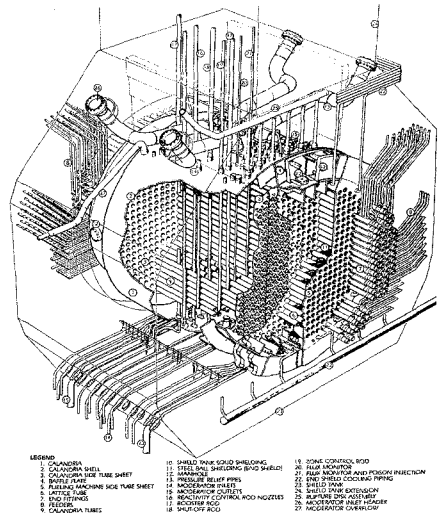 LEGEND
1. CALANDRIA
2. CALANDRIA SHELL
3. CALANDRIA SIDE TUBE SHEET
4. BAFFLE PLATE
5. FUELING MACHINE SIDE TUBE SHEET
6. LATTICE TUBE
7. END FITTINGS
8. FEEDERS
9. CALANDRIA TUBES
10. SHIELD TANK SOLID SHIELDING
11. STEEL BALL SHIELDING (END SHIELD)
12. MANHOLE
13. PRESSURE RELIEF PIPES
14. MODERATOR INLETS
15. MODERATOR OUTLETS
16. REACTIVITY CONTROL ROD NOZZLES
17. BOOSTER ROD
18. SHUT-OFF ROD
19. ZONE CONTROL ROD
20. FLUX MONITOR
21. FLUX MONITOR AND POISON INJECTION
22. END SHIELD COOLING PIPING
23. SHIELD TANK
24. SHIELD TANK EXTENSION
25. RUPTURE DISK ASSEMBLY
26. MODERATOR INLET HEADER
27. MODERATOR OVERFLOW